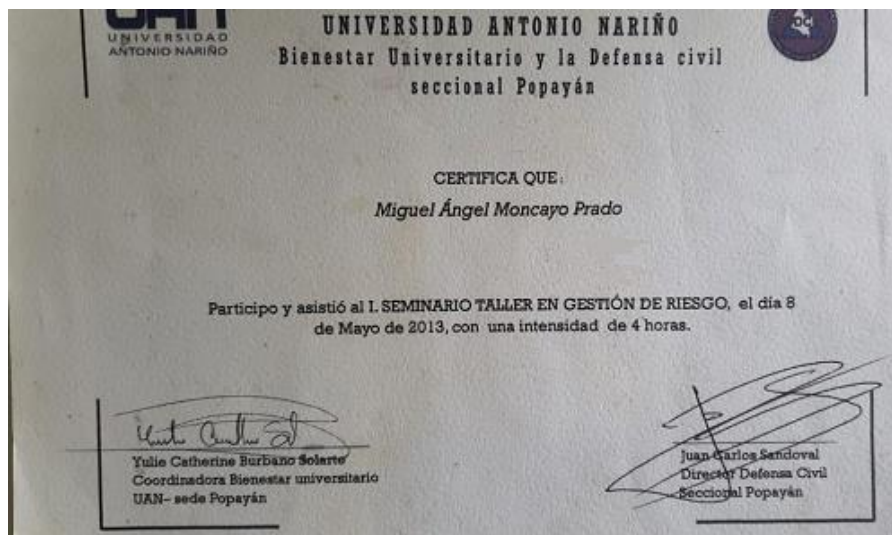 UAN
UNIVERSIDAD
ANTONIO NARIÑO
UNIVERSIDAD ANTONIO NARIÑO
Bienestar Universitario y la Defensa civil
seccional Popayán
DC
CERTIFICA QUE:
Miguel Ángel Moncayo Prado
Participo y asistió al I. SEMINARIO TALLER EN GESTIÓN DE RIESGO, el día 8
de Mayo de 2013, con una intensidad de 4 horas.
Yulie Catherine Burbano Solarte
Coordinadora Bienestar universitario
UAN– sede Popayán
Juan Carlos Sandoval
Director Defensa Civil
Seccional Popayán